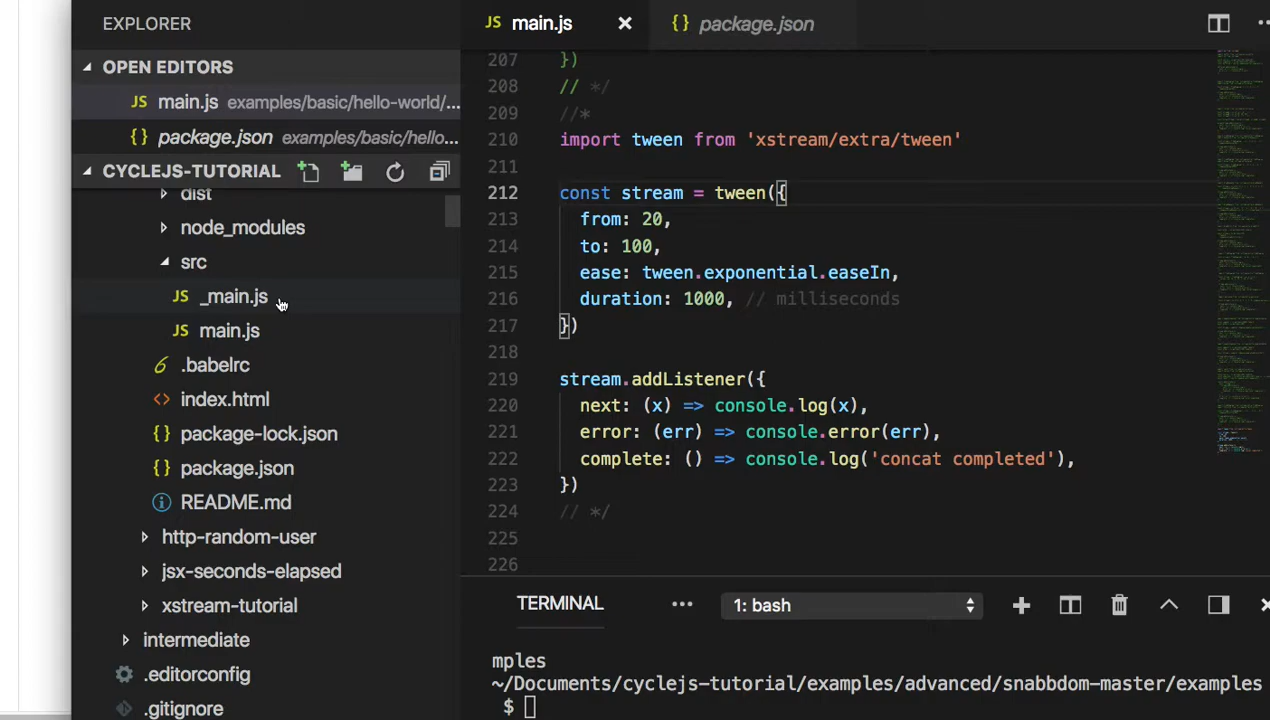 EXPLORER
OPEN EDITORS
JS main.js examples/basic/hello-world/...
{} package.json examples/basic/hello...
CYCLEJS-TUTORIAL
dist
node_modules
src
JS _main.js
JS main.js
.babelrc
<> index.html
{} package-lock.json
{} package.json
README.md
http-random-user
jsx-seconds-elapsed
xstream-tutorial
intermediate
.editorconfig
.gitignore
JS main.js
{} package.json
207 })
208 // */
209 //*
210 import tween from 'xstream/extra/tween'
211
212 const stream = tween({
213 from: 20,
214 to: 100,
215 ease: tween.exponential.easeIn,
216 duration: 1000, // milliseconds
217 })
218
219 stream.addListener({
220 next: (x) => console.log(x),
221 error: (err) => console.error(err),
222 complete: () => console.log('concat completed'),
223 })
224 // */
225
226
TERMINAL ... 1: bash
mples
~/Documents/cyclejs-tutorial/examples/advanced/snabbdom-master/examples
$